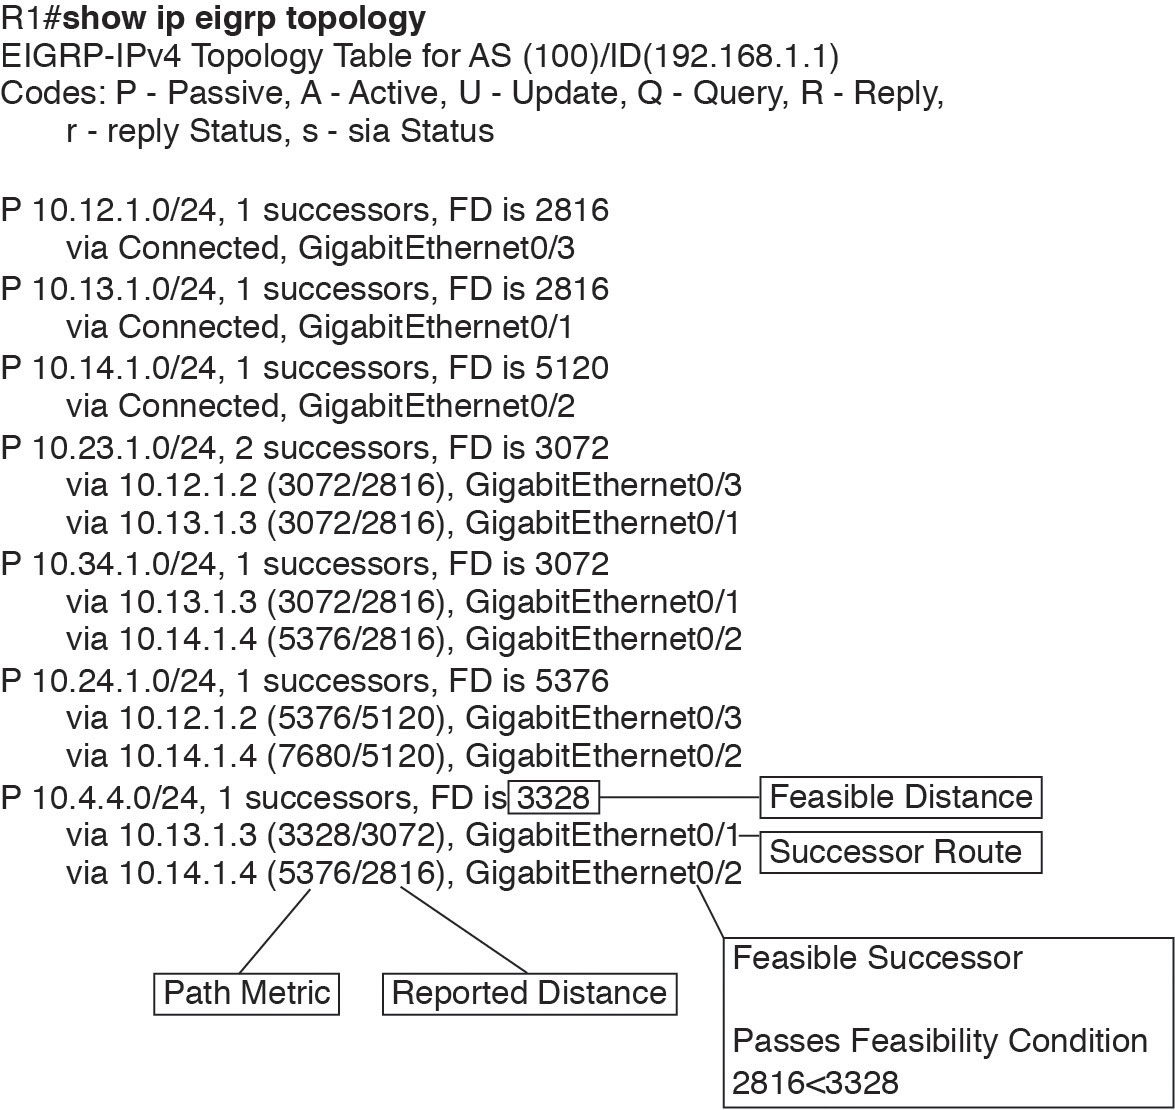 R1#show ip eigrp topology
EIGRP-IPv4 Topology Table for AS (100)/ID(192.168.1.1)
Codes: P - Passive, A - Active, U - Update, Q - Query, R - Reply,
r - reply Status, s - sia Status
P 10.12.1.0/24, 1 successors, FD is 2816
via Connected, GigabitEthernet0/3
P 10.13.1.0/24, 1 successors, FD is 2816
via Connected, GigabitEthernet0/1
P 10.14.1.0/24, 1 successors, FD is 5120
via Connected, GigabitEthernet0/2
P 10.23.1.0/24, 2 successors, FD is 3072
via 10.12.1.2 (3072/2816), GigabitEthernet0/3
via 10.13.1.3 (3072/2816), GigabitEthernet0/1
P 10.34.1.0/24, 1 successors, FD is 3072
via 10.13.1.3 (3072/2816), GigabitEthernet0/1
via 10.14.1.4 (5376/2816), GigabitEthernet0/2
P 10.24.1.0/24, 1 successors, FD is 5376
via 10.12.1.2 (5376/5120), GigabitEthernet0/3
via 10.14.1.4 (7680/5120), GigabitEthernet0/2
P 10.4.4.0/24, 1 successors, FD is 3328
Feasible Distance
via 10.13.1.3 (3328/3072), GigabitEthernet0/1
Successor Route
via 10.14.1.4 (5376/2816), GigabitEthernet0/2
Path Metric
Reported Distance
Feasible Successor
Passes Feasibility Condition
2816<3328